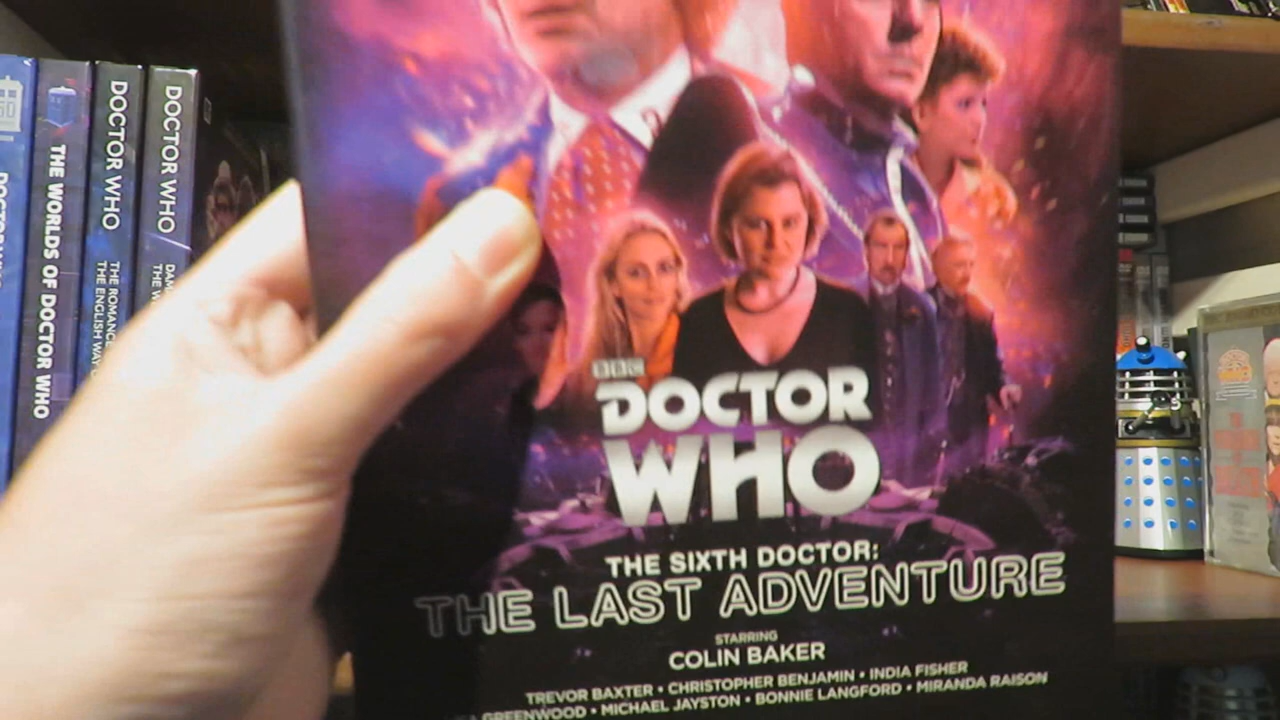 THE WORLDS OF DOCTOR WHO
DOCTOR WHO
THE ROMANCE
THE ENGLISH WAY
DOCTOR WHO
BBC
DOCTOR
WHO
THE SIXTH DOCTOR:
THE LAST ADVENTURE
STARRING
COLIN BAKER
TREVOR BAXTER • CHRISTOPHER BENJAMIN • INDIA FISHER
GREENWOOD • MICHAEL JAYSTON • BONNIE LANGFORD • MIRANDA RAISON